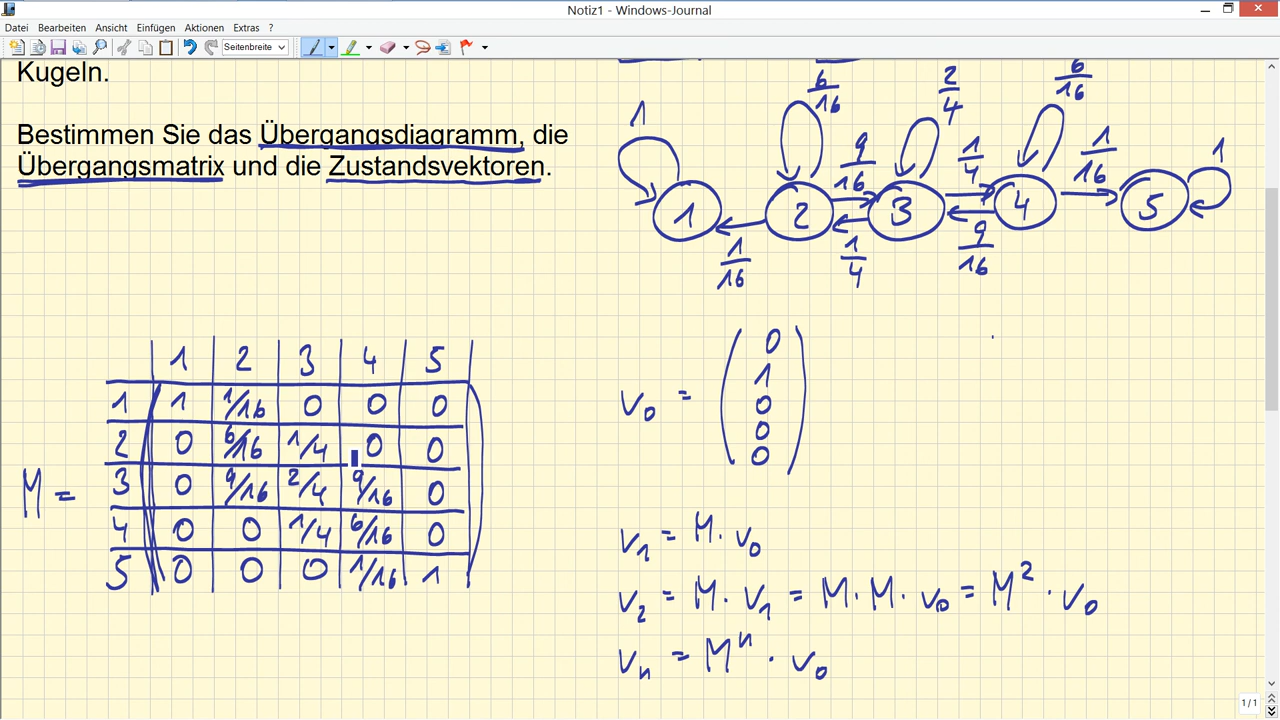 Notiz1 - Windows-Journal
Datei Bearbeiten Ansicht Einfügen Aktionen Extras ?
Seitenbreite
Kugeln.
Bestimmen Sie das Übergangsdiagramm, die
Übergangsmatrix und die Zustandsvektoren.
6/16 2/4 6/16
1 9/16 1/4 1/16 1
1 2 3 4 5
1/16 1/4 9/16
1 2 3 4 5
1 1 1/16 0 0 0
2 0 6/16 1/4 0 0
M = 3 0 9/16 2/4 9/16 0
4 0 0 1/4 6/16 0
5 0 0 0 1/16 1
v₀ = (0
1
0
0
0)
v₁ = M · v₀
v₂ = M · v₁ = M · M · v₀ = M² · v₀
vₙ = Mⁿ · v₀
1/1